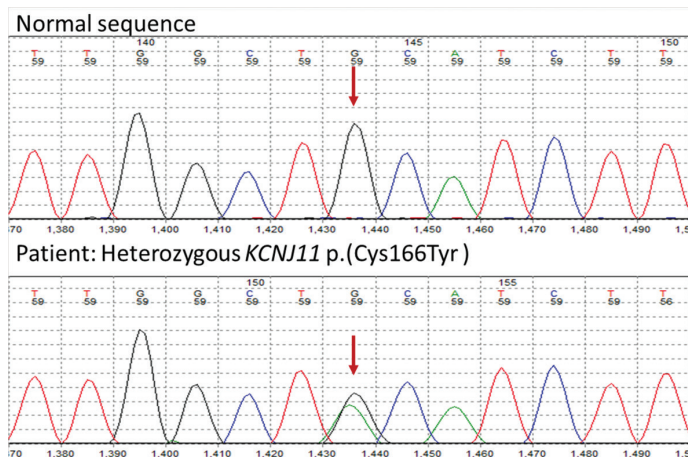 Normal sequence
140 145 150
T T G G C T G C A T C T T
59 59 59 59 59 59 59 59 59 59 59 59 59
70 1,380 1,390 1,400 1,410 1,420 1,430 1,440 1,450 1,460 1,470 1,480 1,490 1,5
Patient: Heterozygous KCNJ11 p.(Cys166Tyr)
150 155
T T G G C T G C A T C T T
59 59 59 59 59 59 59 59 59 59 59 59 56
70 1,380 1,390 1,400 1,410 1,420 1,430 1,440 1,450 1,460 1,470 1,480 1,490 1,5